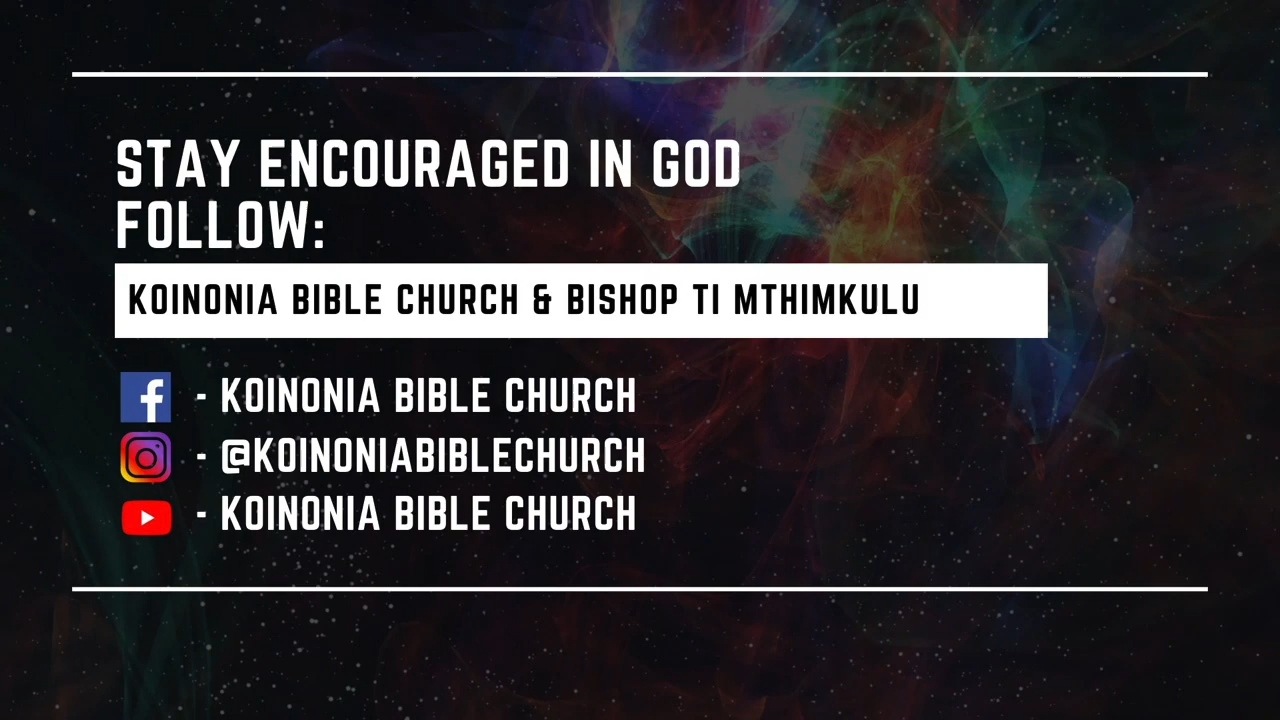 STAY ENCOURAGED IN GOD
FOLLOW:
KOINONIA BIBLE CHURCH & BISHOP TI MTHIMKULU
- KOINONIA BIBLE CHURCH
- @KOINONIABIBLECHURCH
- KOINONIA BIBLE CHURCH